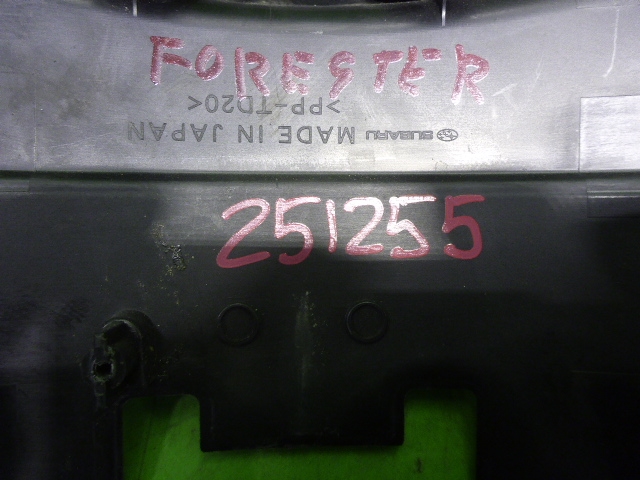 FORESTER
>PP-TD20<
SUBARU MADE IN JAPAN
251255